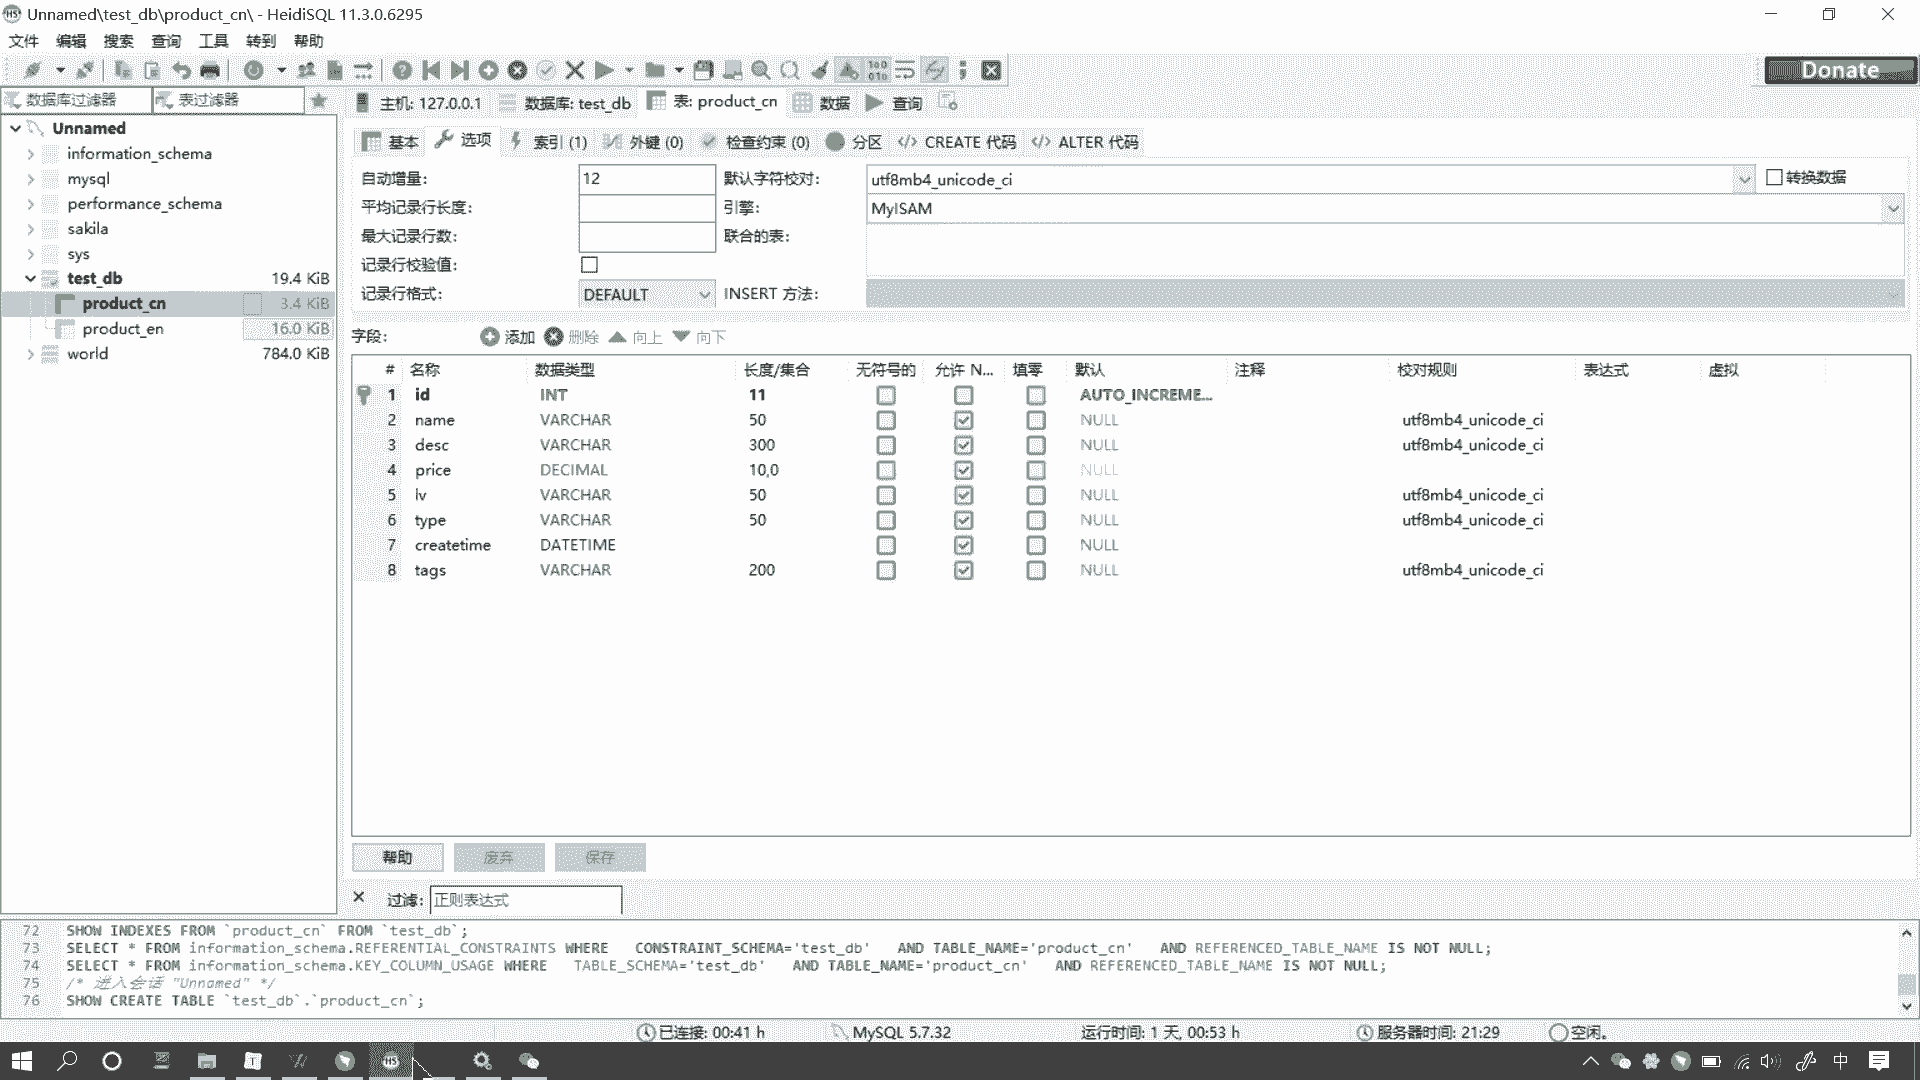 Unnamed\test_db\product_cn\ - HeidiSQL 11.3.0.6295
文件 编辑 搜索 查询 工具 转到 帮助
Donate
数据库过滤器 表过滤器
主机: 127.0.0.1 数据库: test_db 表: product_cn 数据 查询
Unnamed
information_schema
mysql
performance_schema
sakila
sys
test_db 19.4 KiB
product_cn 3.4 KiB
product_en 16.0 KiB
world 784.0 KiB
基本 选项 索引 (1) 外键 (0) 检查约束 (0) 分区 CREATE 代码 ALTER 代码
自动增量: 12 默认字符校对: utf8mb4_unicode_ci 转换数据
平均记录行长度: 引擎: MyISAM
最大记录行数: 联合的表:
记录行校验值:
记录行格式: DEFAULT INSERT 方法:
字段: 添加 删除 向上 向下
# 名称 数据类型 长度/集合 无符号的 允许 N... 填零 默认 注释 校对规则 表达式 虚拟
1 id INT 11 AUTO_INCREME...
2 name VARCHAR 50 NULL utf8mb4_unicode_ci
3 desc VARCHAR 300 NULL utf8mb4_unicode_ci
4 price DECIMAL 10,0 NULL
5 lv VARCHAR 50 NULL utf8mb4_unicode_ci
6 type VARCHAR 50 NULL utf8mb4_unicode_ci
7 createtime DATETIME NULL
8 tags VARCHAR 200 NULL utf8mb4_unicode_ci
帮助 废弃 保存
过滤: 正则表达式
72 SHOW INDEXES FROM `product_cn` FROM `test_db`;
73 SELECT * FROM information_schema.REFERENTIAL_CONSTRAINTS WHERE CONSTRAINT_SCHEMA='test_db' AND TABLE_NAME='product_cn' AND REFERENCED_TABLE_NAME IS NOT NULL;
74 SELECT * FROM information_schema.KEY_COLUMN_USAGE WHERE TABLE_SCHEMA='test_db' AND TABLE_NAME='product_cn' AND REFERENCED_TABLE_NAME IS NOT NULL;
75 /* 进入会话 "Unnamed" */
76 SHOW CREATE TABLE `test_db`.`product_cn`;
已连接: 00:41 h MySQL 5.7.32 运行时间: 1 天, 00:53 h 服务器时间: 21:29 空闲。
HS 中